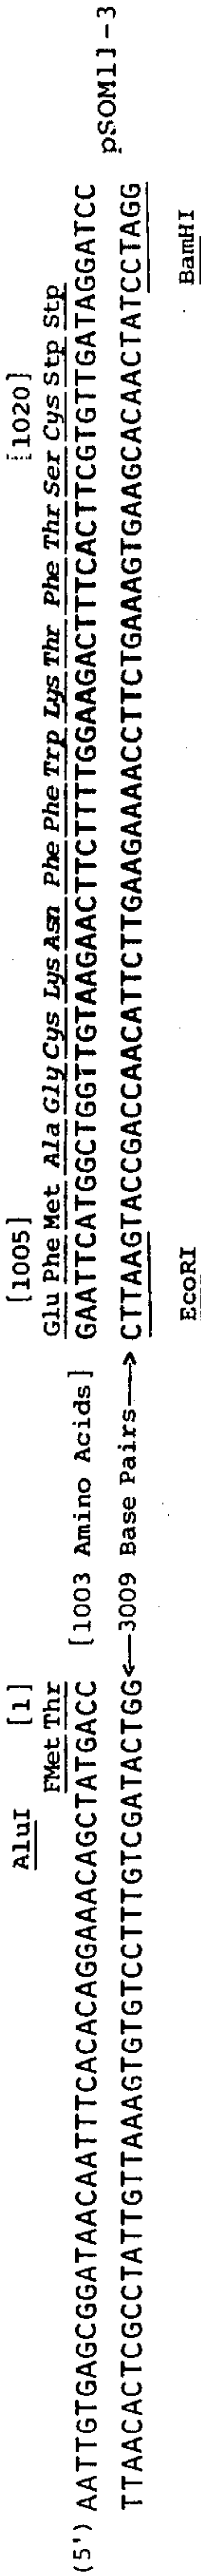 AluI [1] [1005] [1020]
FMet Thr Glu Phe Met Ala Gly Cys Lys Asn Phe Phe Trp Lys Thr Phe Thr Ser Cys Stp Stp
(5') AATTGTGAGCGGATAACAATTTCACACAGGAAACAGCTATGACC [1003 Amino Acids] GAATTCATGGCTGGTTGTAAGAACTTCTTTTGGAAGACTTTCACTTCGTGTTGATAGGATCC pSOM11-3
TTAACACTCGCCTATTGTTAAAGTGTGTCCTTTGTCGATACTGG<—3009 Base Pairs—>CTTAAGTACCGACCAACATTCTTGAAGAAAACCTTCTGAAAGTGAAGCACAACTATCCTAGG
EcoRI BamHI